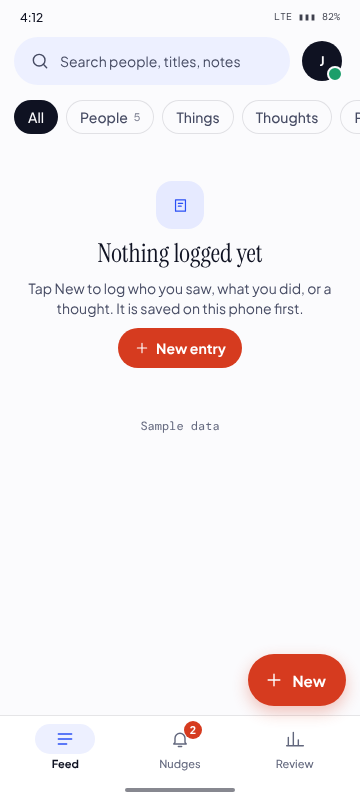 4:12
LTE 82%
Search people, titles, notes
J
All
People 5
Things
Thoughts
Nothing logged yet
Tap New to log who you saw, what you did, or a
thought. It is saved on this phone first.
New entry
Sample data
New
2
Feed
Nudges
Review